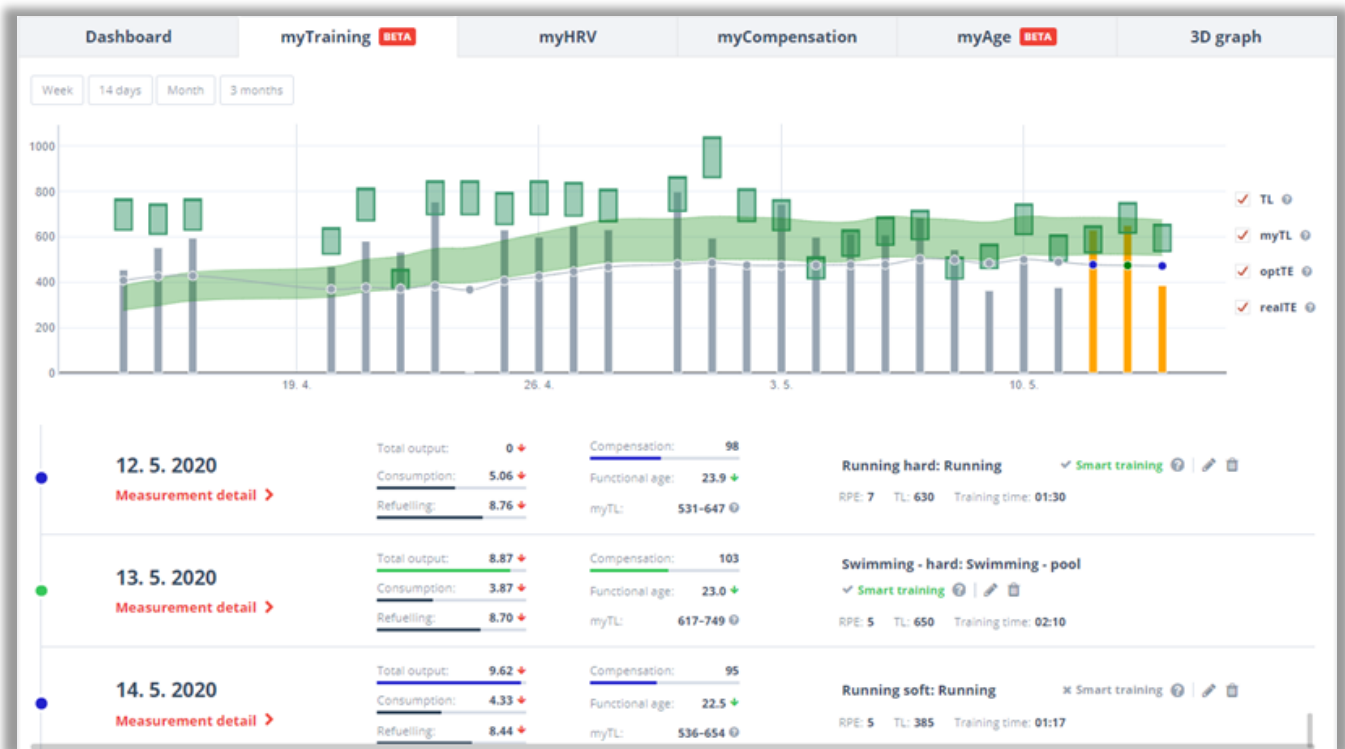 Dashboard myTraining BETA myHRV myCompensation myAge BETA 3D graph
Week 14 days Month 3 months
1000
800
600
400
200
0
19. 4. 26. 4. 3. 5. 10. 5.
TL
myTL
optTE
realTE
12. 5. 2020
Measurement detail
Total output: 0
Consumption: 5.06
Refuelling: 8.76
Compensation: 98
Functional age: 23.9
myTL: 531-647
Running hard: Running Smart training
RPE: 7 TL: 630 Training time: 01:30
13. 5. 2020
Measurement detail
Total output: 8.87
Consumption: 3.87
Refuelling: 8.70
Compensation: 103
Functional age: 23.0
myTL: 617-749
Swimming - hard: Swimming - pool
Smart training
RPE: 5 TL: 650 Training time: 02:10
14. 5. 2020
Measurement detail
Total output: 9.62
Consumption: 4.33
Refuelling: 8.44
Compensation: 95
Functional age: 22.5
myTL: 536-654
Running soft: Running Smart training
RPE: 5 TL: 385 Training time: 01:17